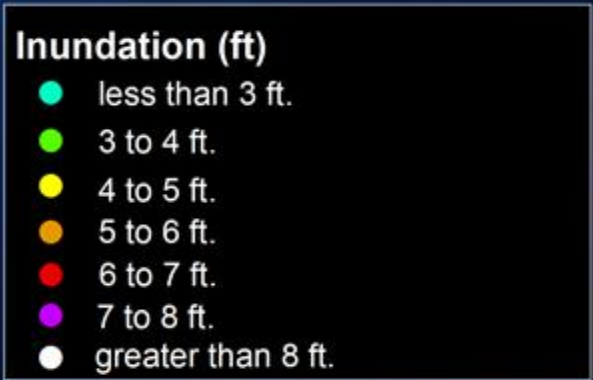 Inundation (ft)
less than 3 ft.
3 to 4 ft.
4 to 5 ft.
5 to 6 ft.
6 to 7 ft.
7 to 8 ft.
greater than 8 ft.